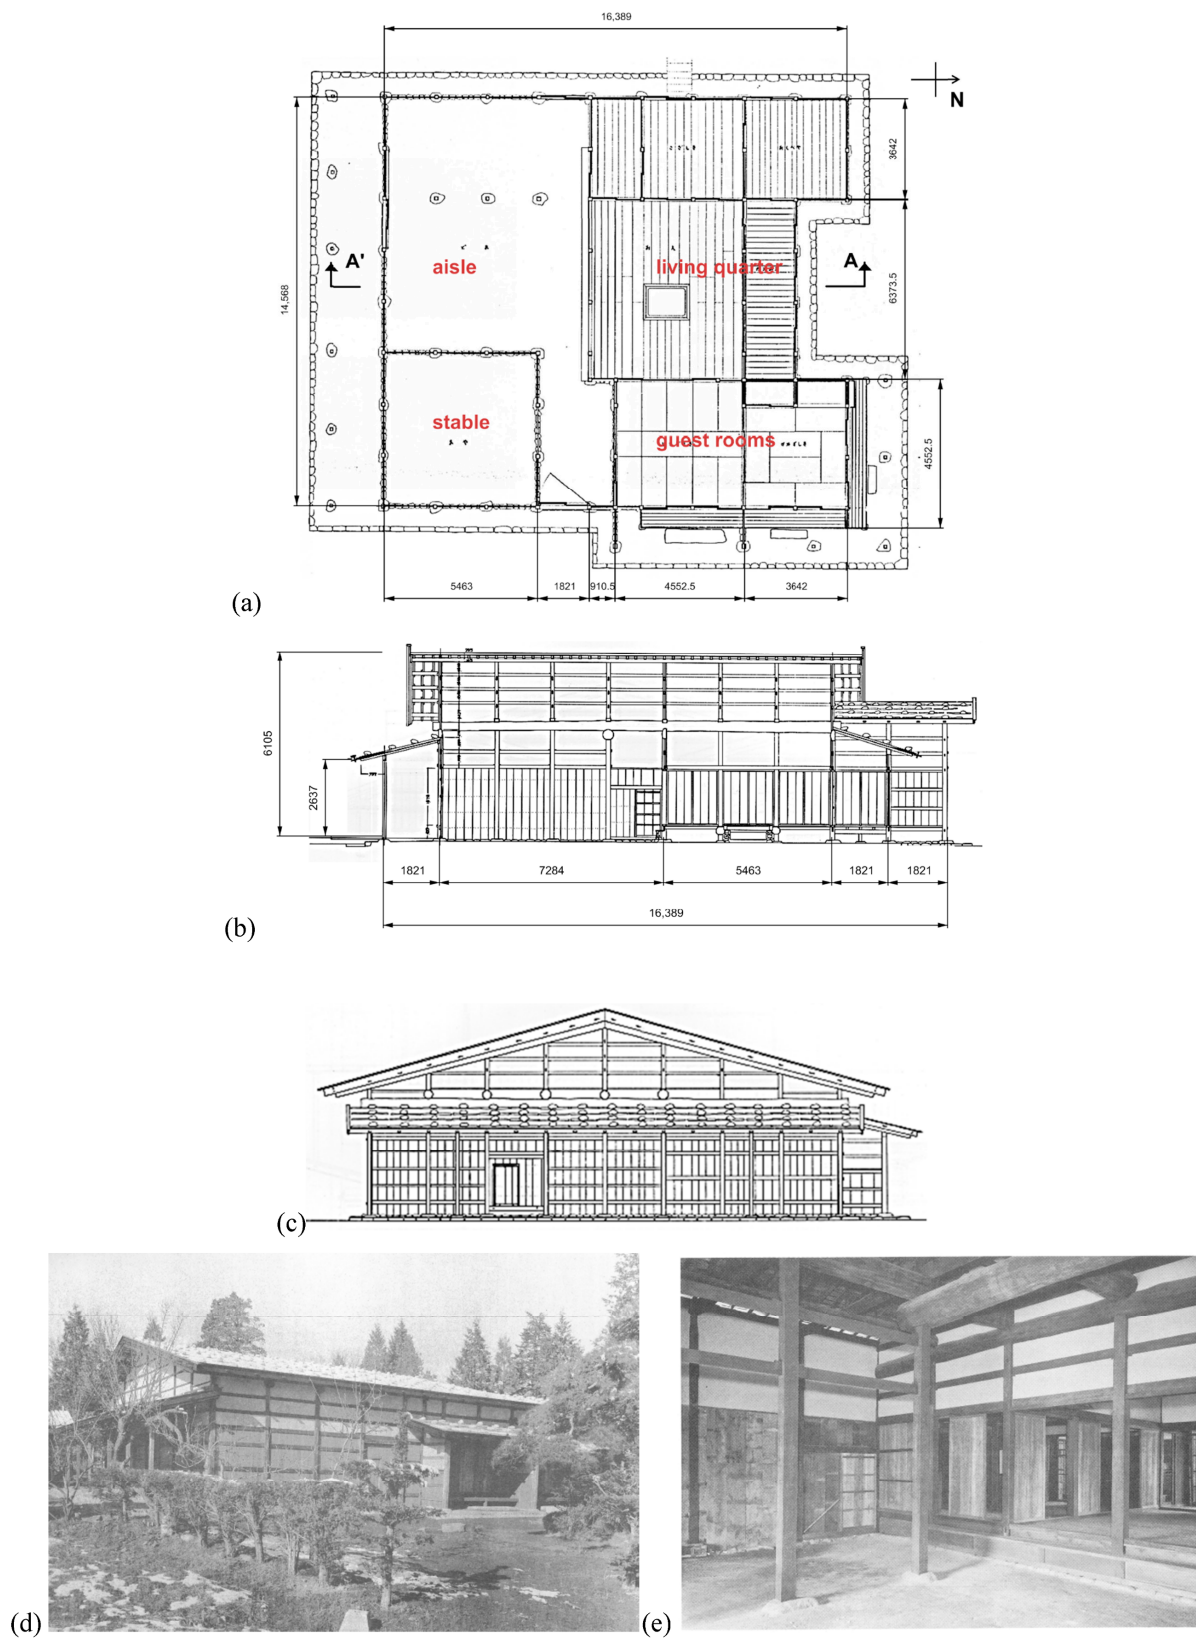 16,389
N
3642
14,568
A'
A
aisle
living quarter
6373.5
stable
guest rooms
4552.5
5463
1821
910.5
4552.5
3642
(a)
6105
2637
1821
7284
5463
1821
1821
16,389
(b)
(c)
(d)
(e)